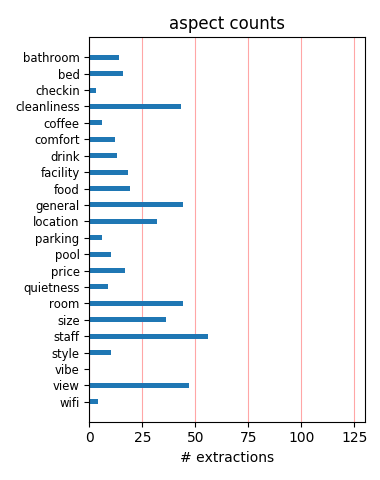 aspect counts
bathroom
bed
checkin
cleanliness
coffee
comfort
drink
facility
food
general
location
parking
pool
price
quietness
room
size
staff
style
vibe
view
wifi
0 25 50 75 100 125
# extractions